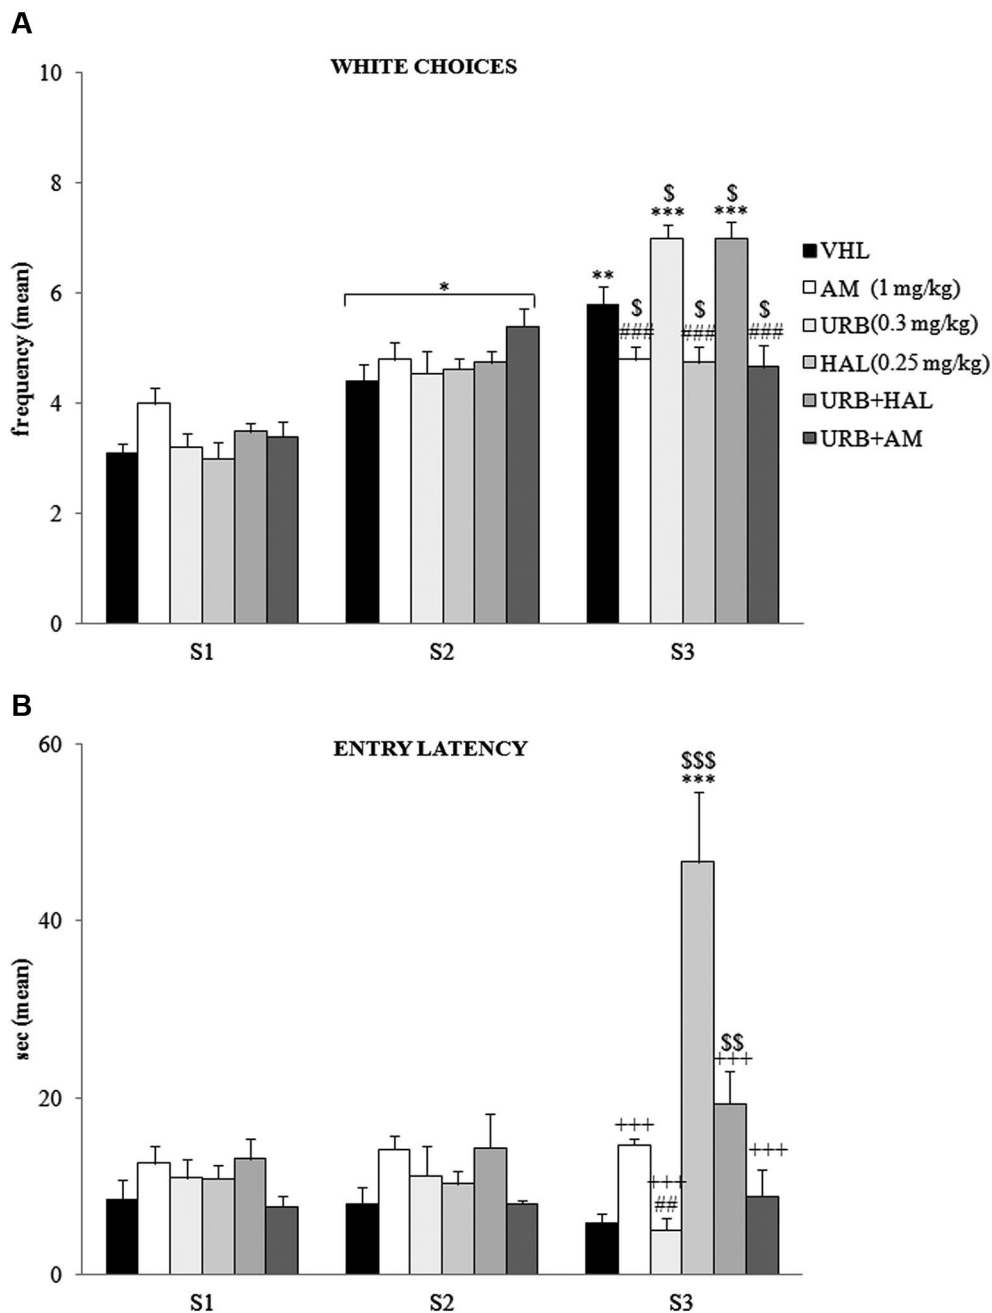 A
WHITE CHOICES
10
8
6
4
2
0
frequency (mean)
*
**
$
###
$
***
$
###
$
***
$
###
S1
S2
S3
VHL
AM (1 mg/kg)
URB(0.3 mg/kg)
HAL(0.25 mg/kg)
URB+HAL
URB+AM
B
ENTRY LATENCY
60
40
20
0
sec (mean)
+++
+++
##
$$$
***
$$
+++
+++
S1
S2
S3